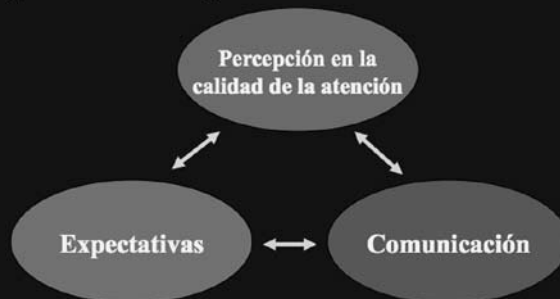 Percepción en la
calidad de la atención
Expectativas
Comunicación